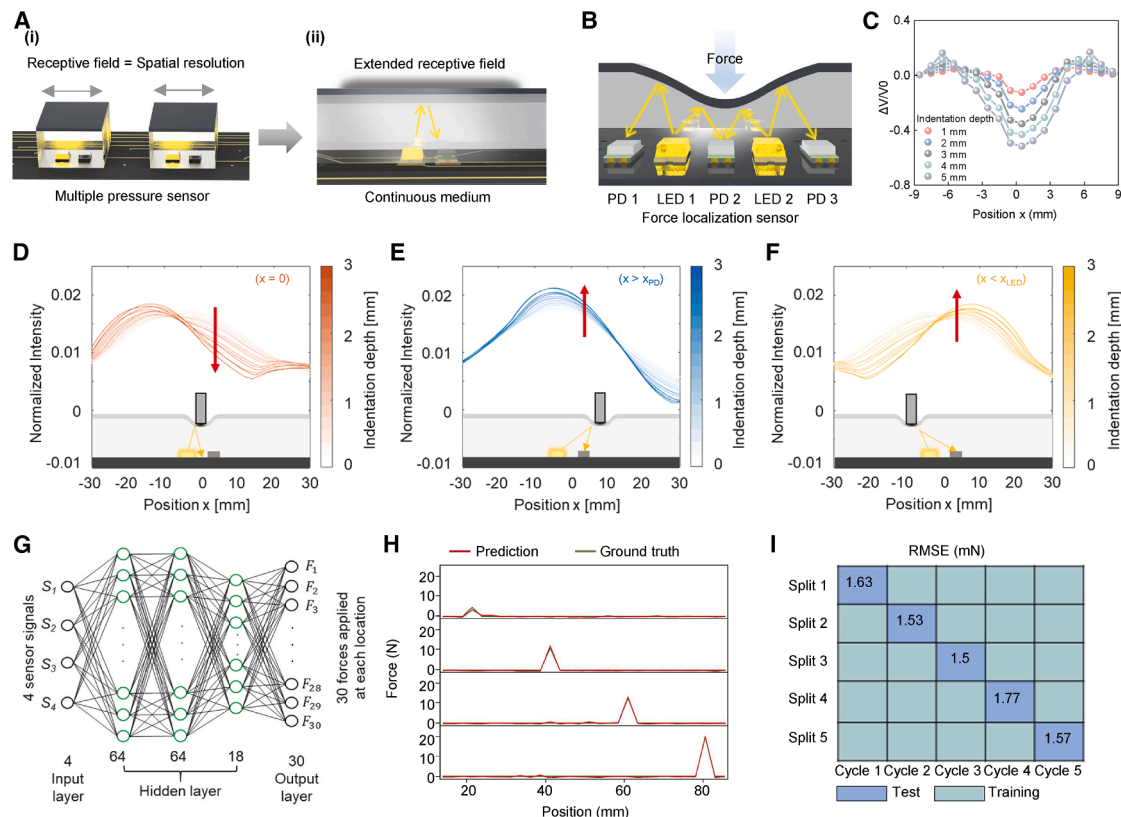 A
(i)
Receptive field = Spatial resolution
Multiple pressure sensor
(ii)
Extended receptive field
Continuous medium
B
Force
PD 1 LED 1 PD 2 LED 2 PD 3
Force localization sensor
C
ΔV/V0
0.4
0.0
-0.4
-0.8
Indentation depth
1 mm
2 mm
3 mm
4 mm
5 mm
-9 -6 -3 0 3 6 9
Position x (mm)
D
(x = 0)
Normalized Intensity
0.02
0.01
0
-0.01
-30 -20 -10 0 10 20 30
Position x [mm]
3
2
1
0
Indentation depth [mm]
E
(x > xPD)
Normalized Intensity
0.02
0.01
0
-0.01
-30 -20 -10 0 10 20 30
Position x [mm]
3
2
1
0
Indentation depth [mm]
F
(x < xLED)
Normalized Intensity
0.02
0.01
0
-0.01
-30 -20 -10 0 10 20 30
Position x [mm]
3
2
1
0
Indentation depth [mm]
G
4 sensor signals
S1
S2
S3
S4
F1
F2
F3
F28
F29
F30
30 forces applied
at each location
4
Input
layer
64 64 18
Hidden layer
30
Output
layer
H
Prediction Ground truth
Force (N)
20
10
0
20
10
0
20
10
0
20
10
0
20 40 60 80
Position (mm)
I
RMSE (mN)
Split 1 1.63
Split 2 1.53
Split 3 1.5
Split 4 1.77
Split 5 1.57
Cycle 1 Cycle 2 Cycle 3 Cycle 4 Cycle 5
Test Training